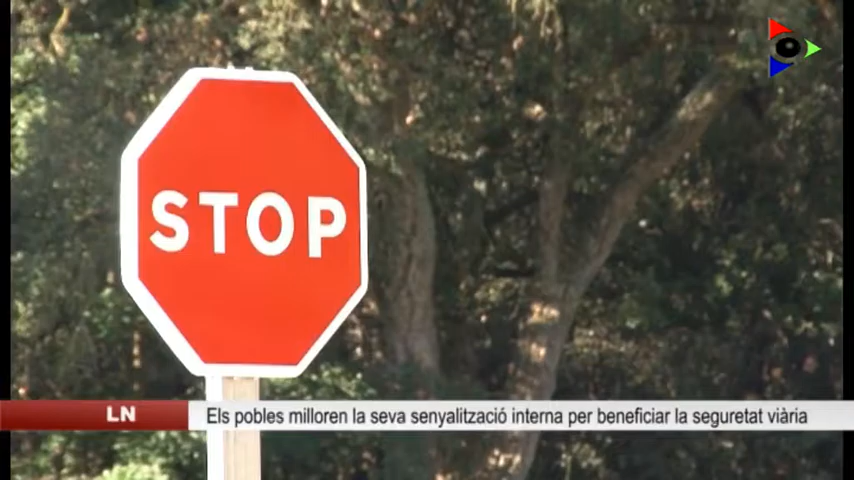 STOP
LN
Els pobles milloren la seva senyalització interna per beneficiar la seguretat viària